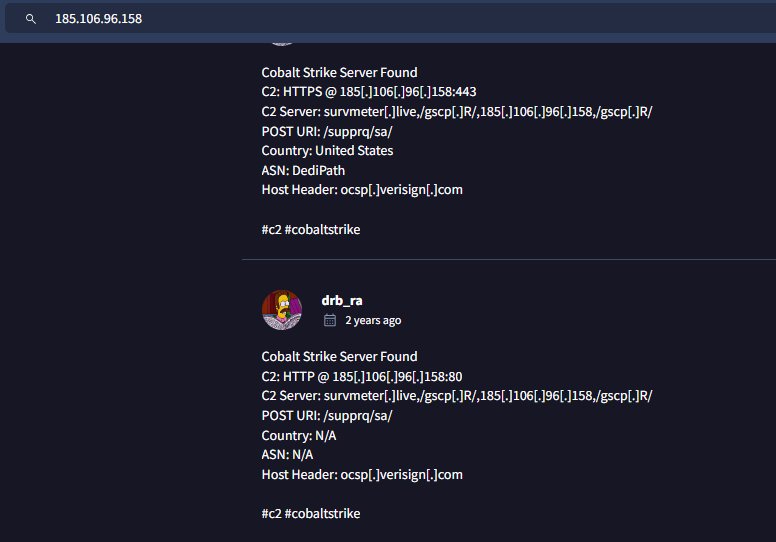 185.106.96.158
Cobalt Strike Server Found
C2: HTTPS @ 185[.]106[.]96[.]158:443
C2 Server: survmeter[.]live,/gscp[.]R/,185[.]106[.]96[.]158,/gscp[.]R/
POST URI: /supprq/sa/
Country: United States
ASN: DediPath
Host Header: ocsp[.]verisign[.]com
#c2 #cobaltstrike
drb_ra
2 years ago
Cobalt Strike Server Found
C2: HTTP @ 185[.]106[.]96[.]158:80
C2 Server: survmeter[.]live,/gscp[.]R/,185[.]106[.]96[.]158,/gscp[.]R/
POST URI: /supprq/sa/
Country: N/A
ASN: N/A
Host Header: ocsp[.]verisign[.]com
#c2 #cobaltstrike